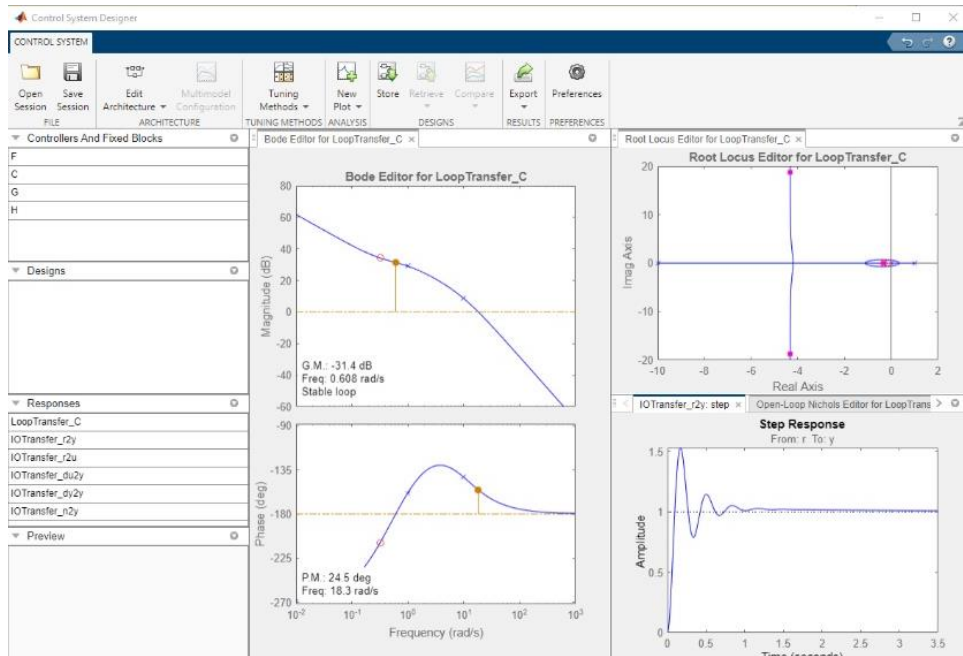 Control System Designer
CONTROL SYSTEM
Open Session
Save Session
Edit Architecture
Multimodel Configuration
Tuning Methods
New Plot
Store
Retrieve
Compare
Export
Preferences
FILE
ARCHITECTURE
TUNING METHODS
ANALYSIS
DESIGNS
RESULTS
PREFERENCES
Controllers And Fixed Blocks
F
C
G
H
Designs
Responses
LoopTransfer_C
IOTransfer_r2y
IOTransfer_r2u
IOTransfer_du2y
IOTransfer_dy2y
IOTransfer_n2y
Preview
Bode Editor for LoopTransfer_C
Bode Editor for LoopTransfer_C
80
60
40
20
0
-20
-40
-60
Magnitude (dB)
G.M.: -31.4 dB
Freq: 0.608 rad/s
Stable loop
-90
-135
-180
-225
-270
Phase (deg)
P.M.: 24.5 deg
Freq: 18.3 rad/s
10⁻² 10⁻¹ 10⁰ 10¹ 10² 10³
Frequency (rad/s)
Root Locus Editor for LoopTransfer_C
Root Locus Editor for LoopTransfer_C
20
10
0
-10
-20
Imag Axis
-10 -8 -6 -4 -2 0 2
Real Axis
IOTransfer_r2y: step
Open-Loop Nichols Editor for LoopTrans
Step Response
From: r To: y
1.5
1
0.5
0
Amplitude
0 0.5 1 1.5 2 2.5 3 3.5
Time (seconds)